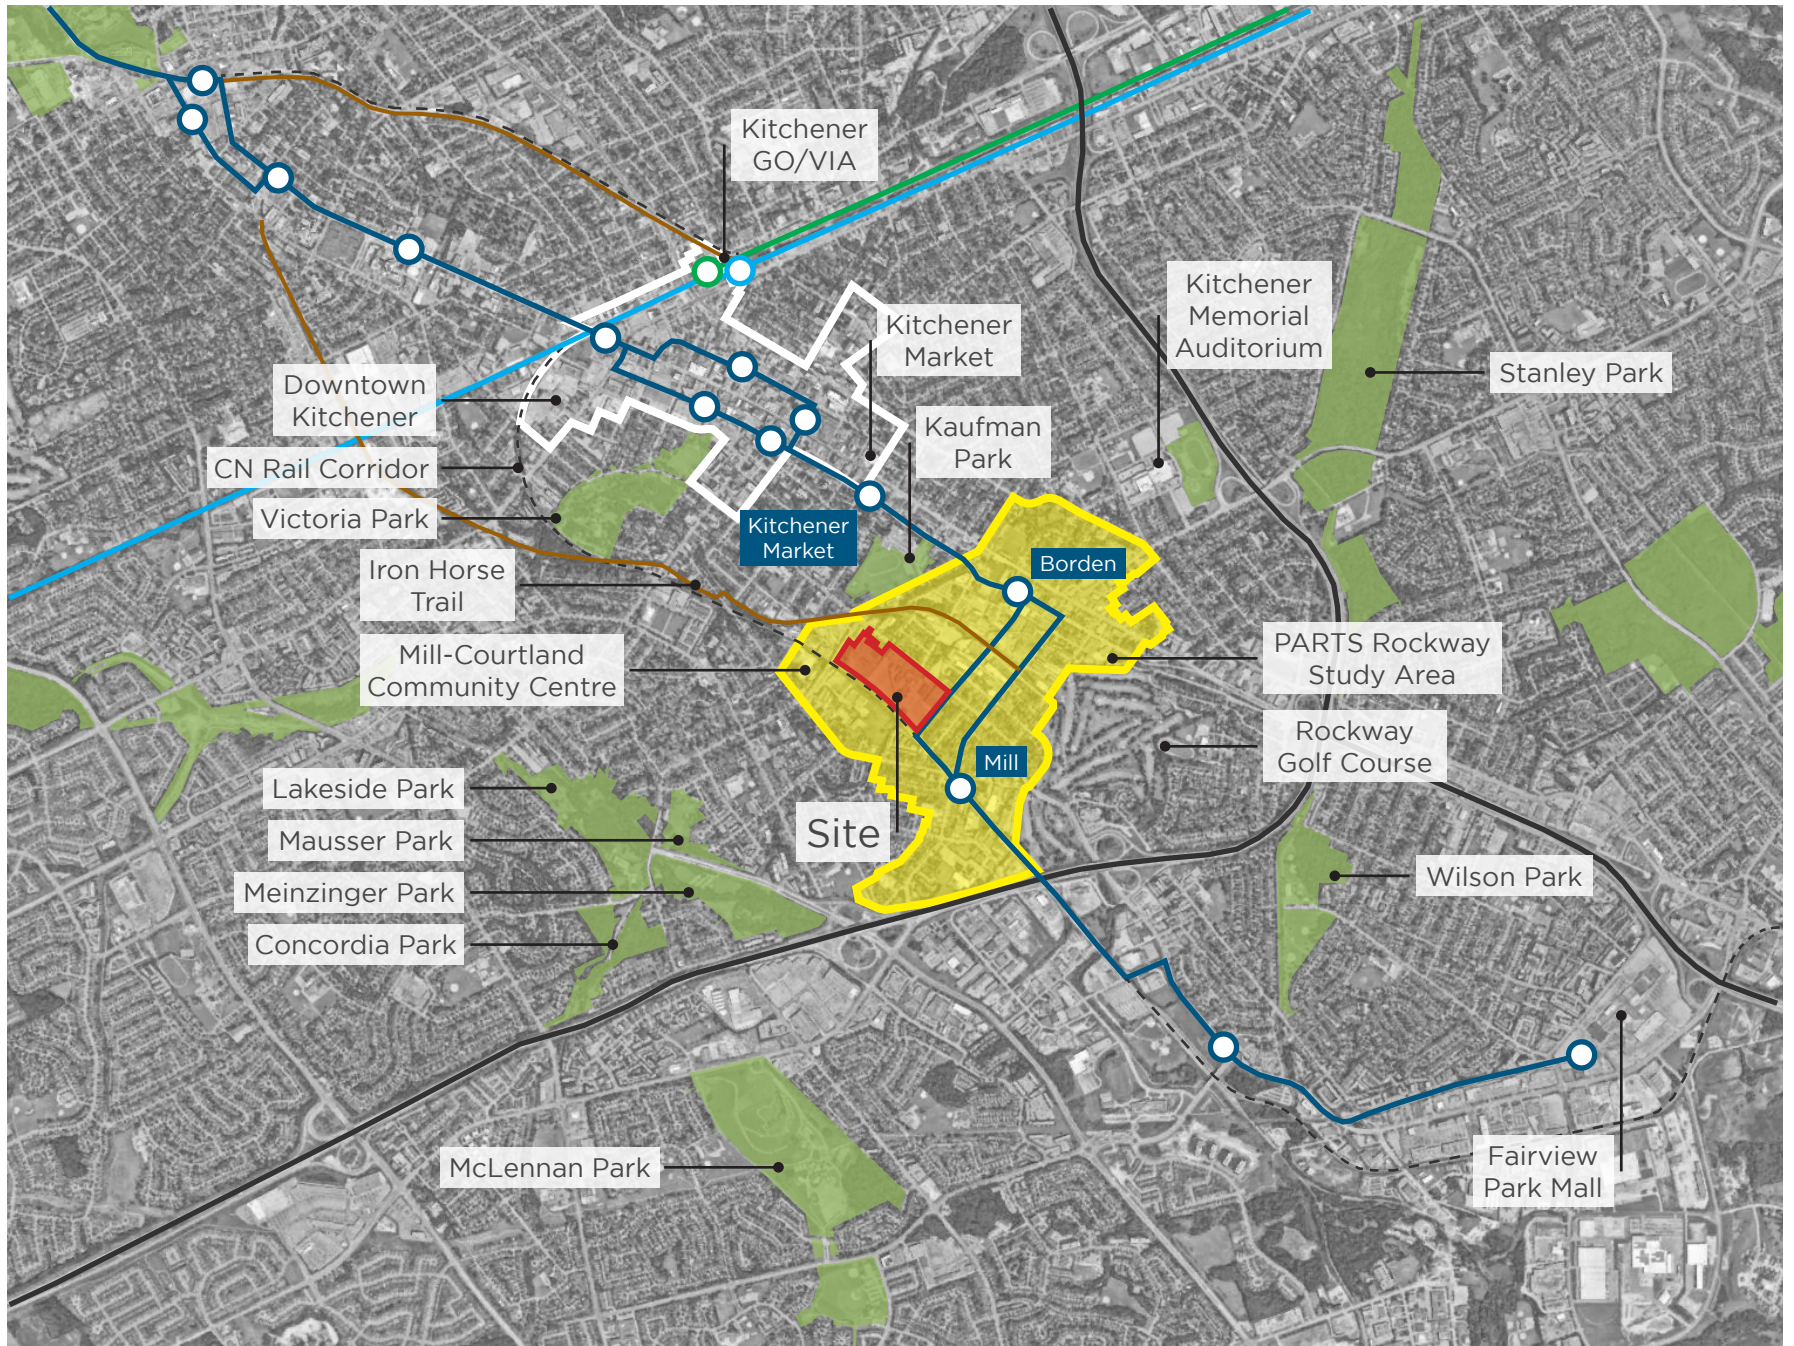 Kitchener
GO/VIA
Kitchener
Memorial
Auditorium
Kitchener
Market
Stanley Park
Downtown
Kitchener
Kaufman
Park
CN Rail Corridor
Victoria Park
Kitchener
Market
Borden
Iron Horse
Trail
Mill-Courtland
Community Centre
PARTS Rockway
Study Area
Rockway
Golf Course
Mill
Lakeside Park
Site
Mausser Park
Wilson Park
Meinzinger Park
Concordia Park
McLennan Park
Fairview
Park Mall